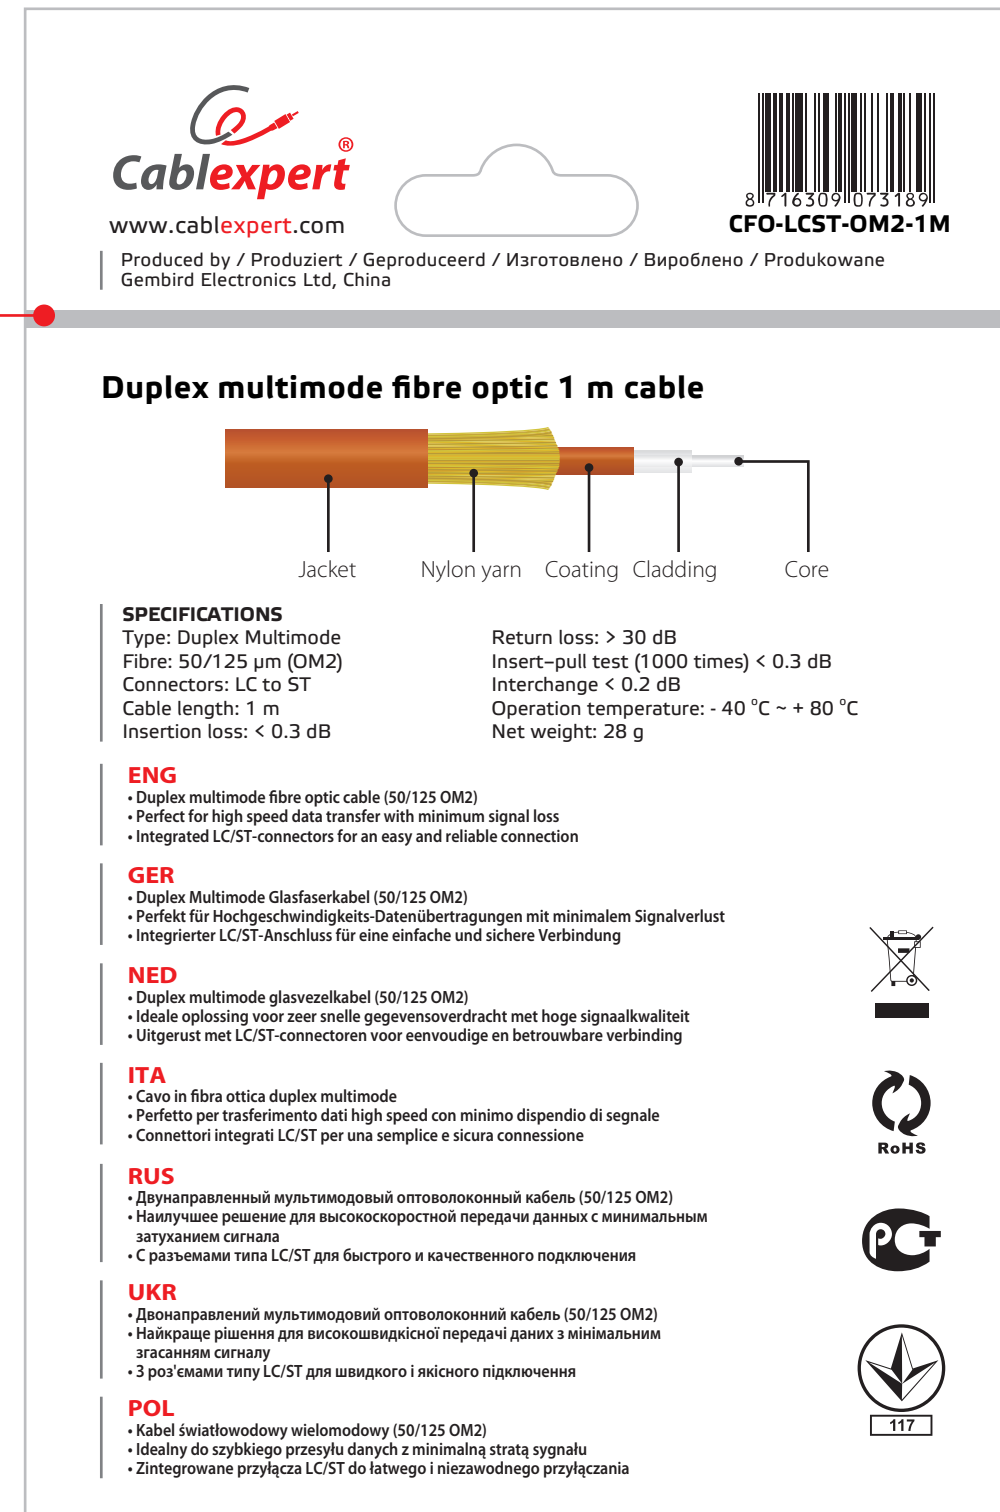 Cablexpert®
www.cablexpert.com
8 716309 073189
CFO-LCST-OM2-1M
Produced by / Produziert / Geproduceerd / Изготовлено / Вироблено / Produkowane
Gembird Electronics Ltd, China
Duplex multimode fibre optic 1 m cable
Jacket Nylon yarn Coating Cladding Core
SPECIFICATIONS
Type: Duplex Multimode
Fibre: 50/125 µm (OM2)
Connectors: LC to ST
Cable length: 1 m
Insertion loss: < 0.3 dB
Return loss: > 30 dB
Insert-pull test (1000 times) < 0.3 dB
Interchange < 0.2 dB
Operation temperature: - 40 °C ~ + 80 °C
Net weight: 28 g
ENG
• Duplex multimode fibre optic cable (50/125 OM2)
• Perfect for high speed data transfer with minimum signal loss
• Integrated LC/ST-connectors for an easy and reliable connection
GER
• Duplex Multimode Glasfaserkabel (50/125 OM2)
• Perfekt für Hochgeschwindigkeits-Datenübertragungen mit minimalem Signalverlust
• Integrierter LC/ST-Anschluss für eine einfache und sichere Verbindung
NED
• Duplex multimode glasvezelkabel (50/125 OM2)
• Ideale oplossing voor zeer snelle gegevensoverdracht met hoge signaalkwaliteit
• Uitgerust met LC/ST-connectoren voor eenvoudige en betrouwbare verbinding
ITA
• Cavo in fibra ottica duplex multimode
• Perfetto per trasferimento dati high speed con minimo dispendio di segnale
• Connettori integrati LC/ST per una semplice e sicura connessione
RUS
• Двунаправленный мультимодовый оптоволоконный кабель (50/125 OM2)
• Наилучшее решение для высокоскоростной передачи данных с минимальным
затуханием сигнала
• С разъемами типа LC/ST для быстрого и качественного подключения
UKR
• Двонаправлений мультимодовий оптоволоконний кабель (50/125 OM2)
• Найкраще рішення для високошвидкісної передачі даних з мінімальним
згасанням сигналу
• З роз'ємами типу LC/ST для швидкого і якісного підключення
POL
• Kabel światłowodowy wielomodowy (50/125 OM2)
• Idealny do szybkiego przesyłu danych z minimalną stratą sygnału
• Zintegrowane przyłącza LC/ST do łatwego i niezawodnego przyłączania
RoHS
РСТ
117